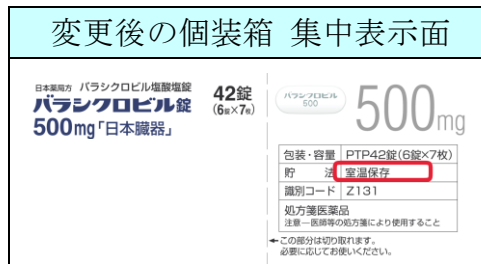 変更後の個装箱 集中表示面
日本薬局方 バラシクロビル塩酸塩錠
バラシクロビル錠
500mg「日本臓器」
42錠
(6錠×7枚)
バラシクロビル
500
500mg
包装・容量 PTP42錠(6錠×7枚)
貯 法 室温保存
識別コード Z131
処方箋医薬品
注意―医師等の処方箋により使用すること
←この部分は切り取れます。
必要に応じてお使いください。